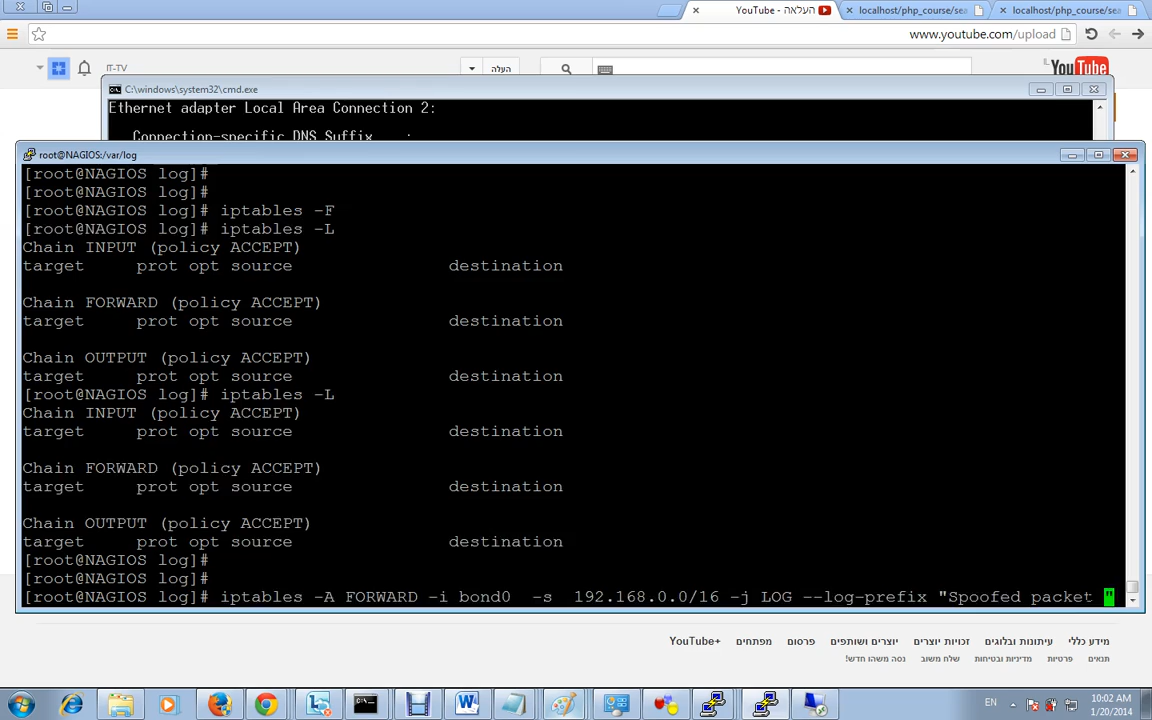 YouTube - העלאה
localhost/php_course/sea
localhost/php_course/sea
www.youtube.com/upload
IT-TV
העלה
YouTube
C:\windows\system32\cmd.exe
Ethernet adapter Local Area Connection 2:
Connection-specific DNS Suffix  . :
root@NAGIOS:/var/log
[root@NAGIOS log]#
[root@NAGIOS log]#
[root@NAGIOS log]# iptables -F
[root@NAGIOS log]# iptables -L
Chain INPUT (policy ACCEPT)
target     prot opt source               destination
Chain FORWARD (policy ACCEPT)
target     prot opt source               destination
Chain OUTPUT (policy ACCEPT)
target     prot opt source               destination
[root@NAGIOS log]# iptables -L
Chain INPUT (policy ACCEPT)
target     prot opt source               destination
Chain FORWARD (policy ACCEPT)
target     prot opt source               destination
Chain OUTPUT (policy ACCEPT)
target     prot opt source               destination
[root@NAGIOS log]#
[root@NAGIOS log]#
[root@NAGIOS log]# iptables -A FORWARD -i bond0  -s  192.168.0.0/16 -j LOG --log-prefix "Spoofed packet "
מידע כללי עיתונות ובלוגים זכויות יוצרים יוצרים ושותפים פרסום מפתחים YouTube+
תנאים פרטיות מדיניות ובטיחות שלח משוב נסה משהו חדש!
EN
10:02 AM
1/20/2014